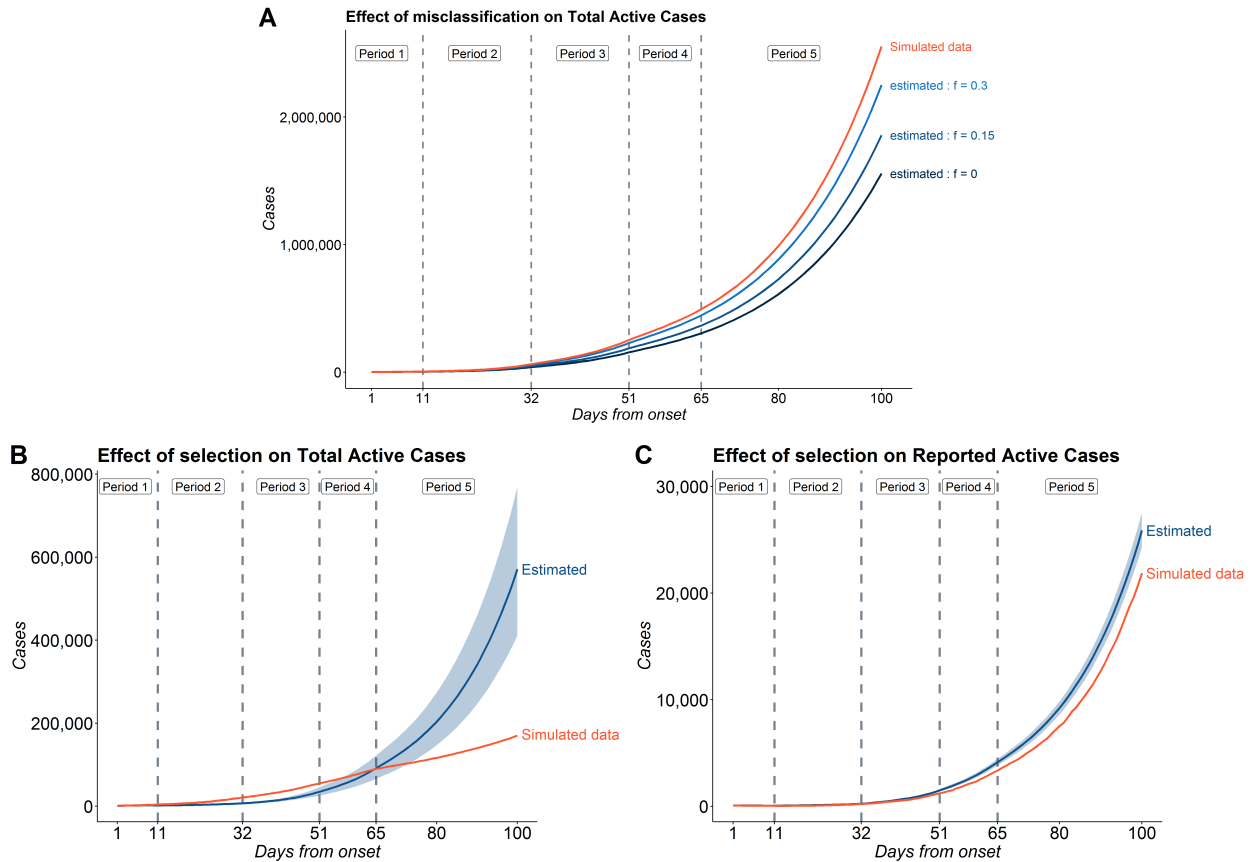 A
Effect of misclassification on Total Active Cases
Period 1 Period 2 Period 3 Period 4 Period 5
Simulated data
estimated : f = 0.3
estimated : f = 0.15
estimated : f = 0
2,000,000
1,000,000
0
Cases
1 11 32 51 65 80 100
Days from onset
B
Effect of selection on Total Active Cases
Period 1 Period 2 Period 3 Period 4 Period 5
800,000
600,000
400,000
200,000
0
Cases
Estimated
Simulated data
1 11 32 51 65 80 100
Days from onset
C
Effect of selection on Reported Active Cases
Period 1 Period 2 Period 3 Period 4 Period 5
30,000
20,000
10,000
0
Cases
Estimated
Simulated data
1 11 32 51 65 80 100
Days from onset